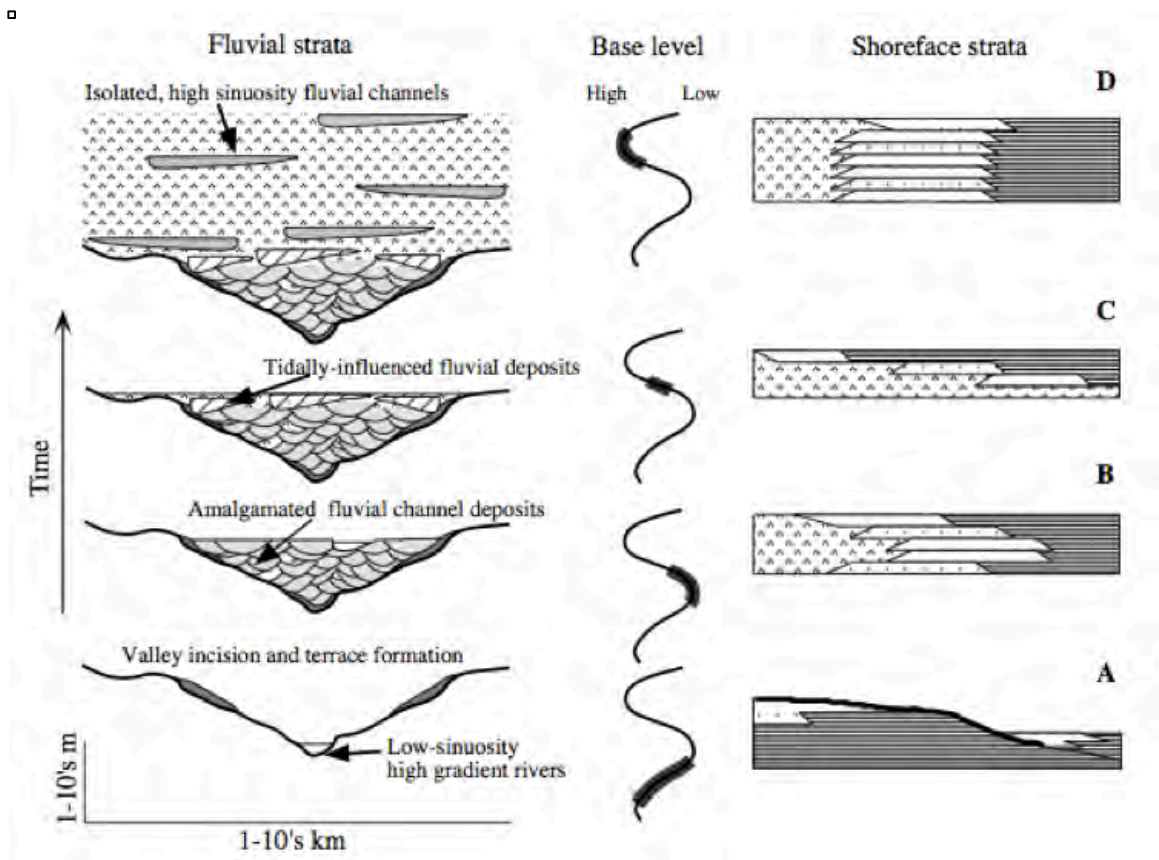 Fluvial strata
Base level
Shoreface strata
D
Isolated, high sinuosity fluvial channels
High
Low
C
Tidally-influenced fluvial deposits
Time
B
Amalgamated fluvial channel deposits
Valley incision and terrace formation
A
Low-sinuosity
high gradient rivers
1-10's m
1-10's km